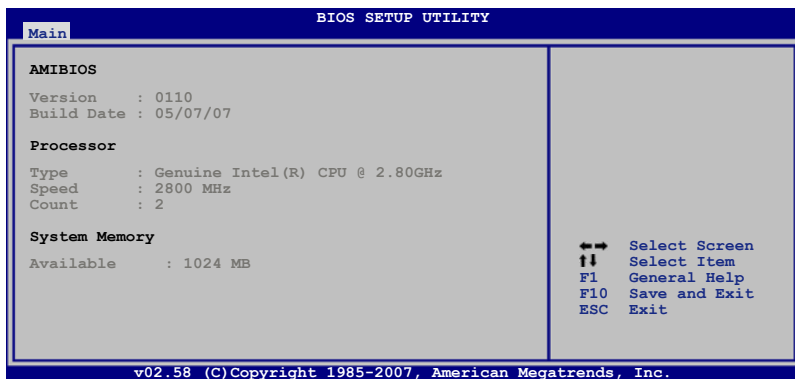 BIOS SETUP UTILITY
Main
AMIBIOS
Version : 0110
Build Date : 05/07/07
Processor
Type : Genuine Intel(R) CPU @ 2.80GHz
Speed : 2800 MHz
Count : 2
System Memory
Available : 1024 MB
←→ Select Screen
↑↓ Select Item
F1 General Help
F10 Save and Exit
ESC Exit
v02.58 (C)Copyright 1985-2007, American Megatrends, Inc.